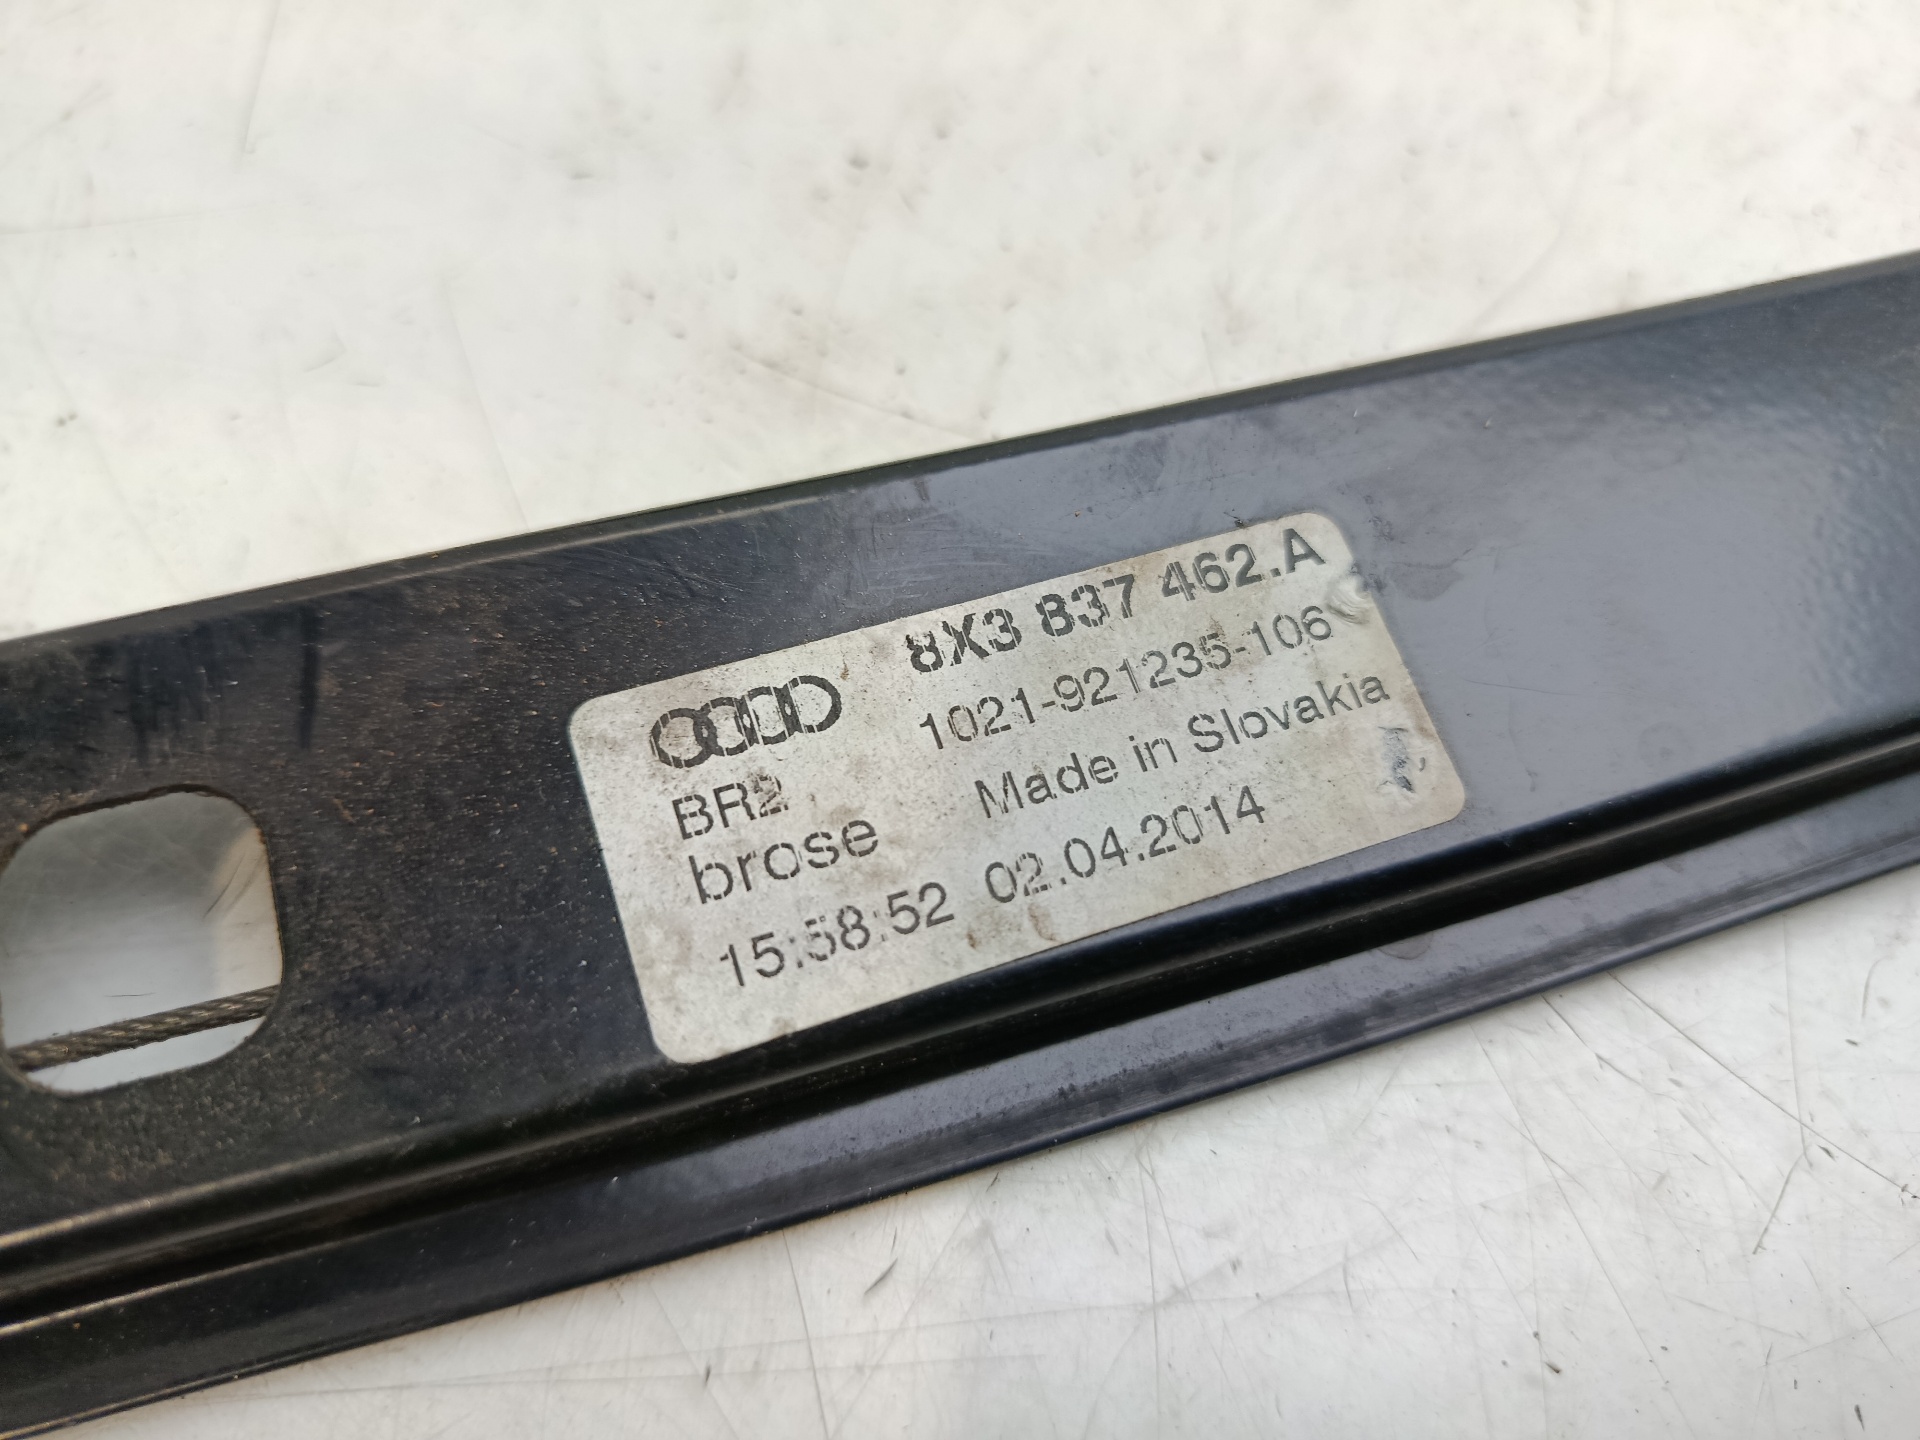 8X3 837 462.A
1021-921235-106
BR2 Made in Slovakia
brose
15:58:52 02.04.2014